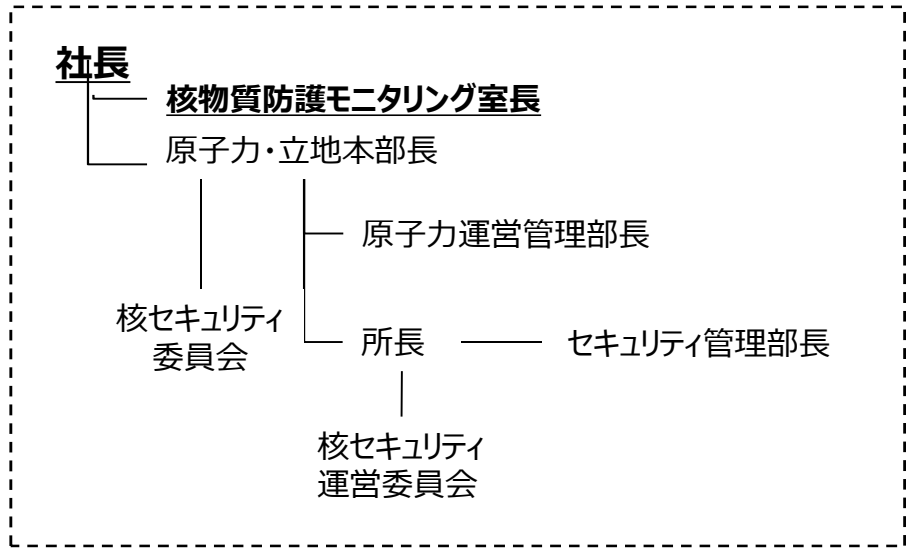 社長
核物質防護モニタリング室長
原子力・立地本部長
原子力運営管理部長
核セキュリティ
委員会
所長
セキュリティ管理部長
核セキュリティ
運営委員会